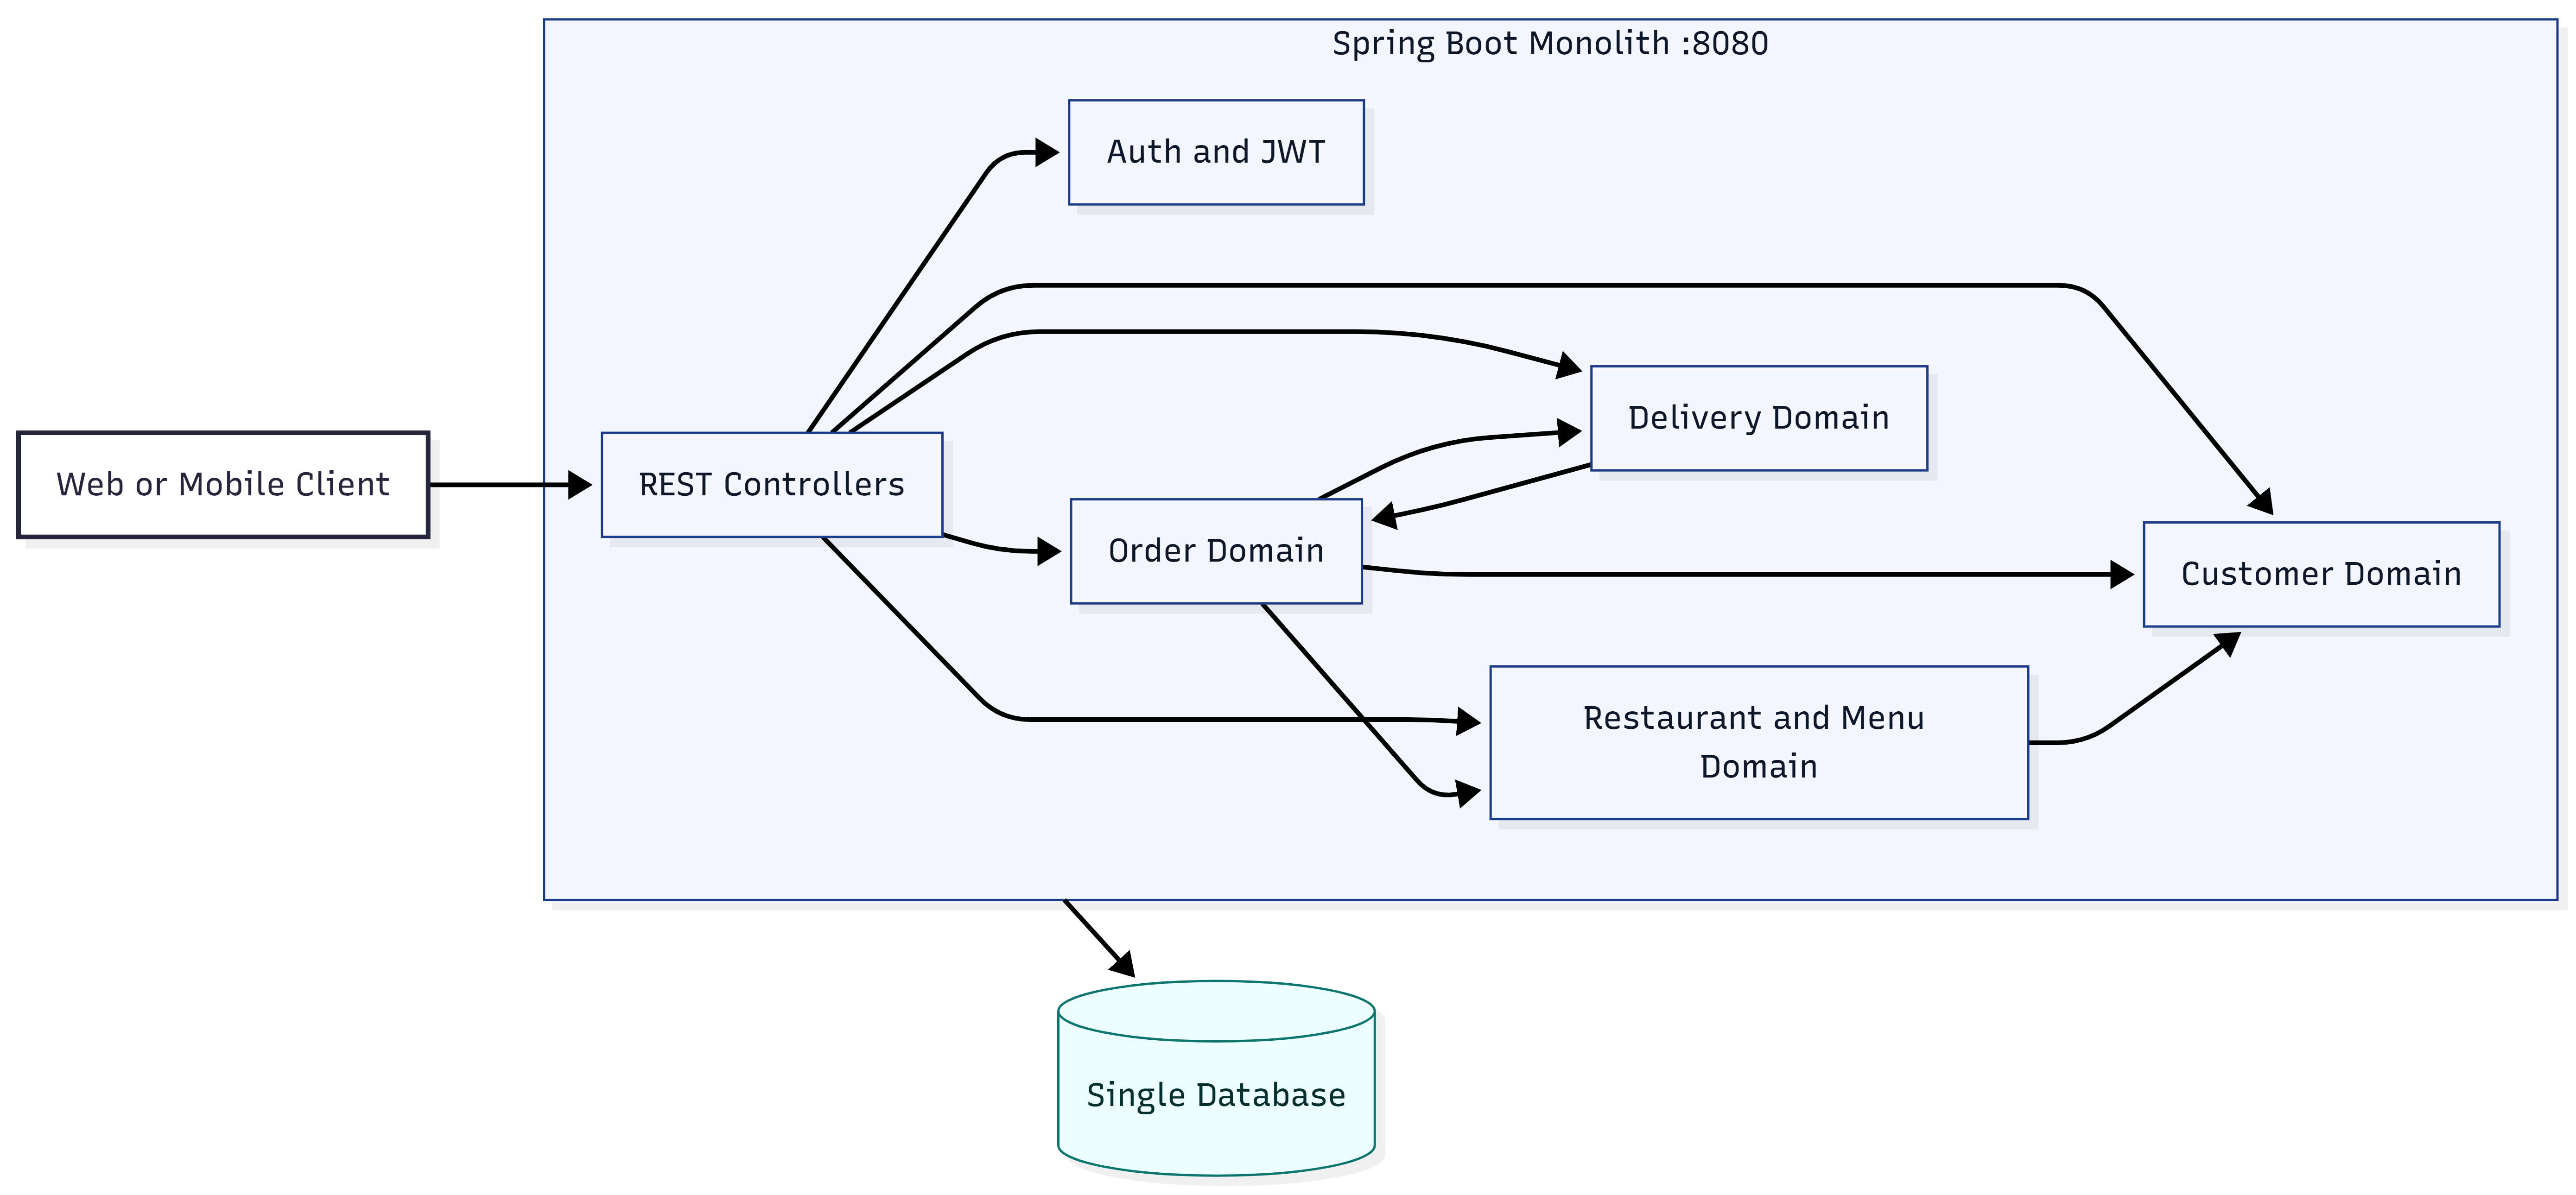 Spring Boot Monolith :8080
Auth and JWT
Delivery Domain
Web or Mobile Client
REST Controllers
Order Domain
Customer Domain
Restaurant and Menu
Domain
Single Database